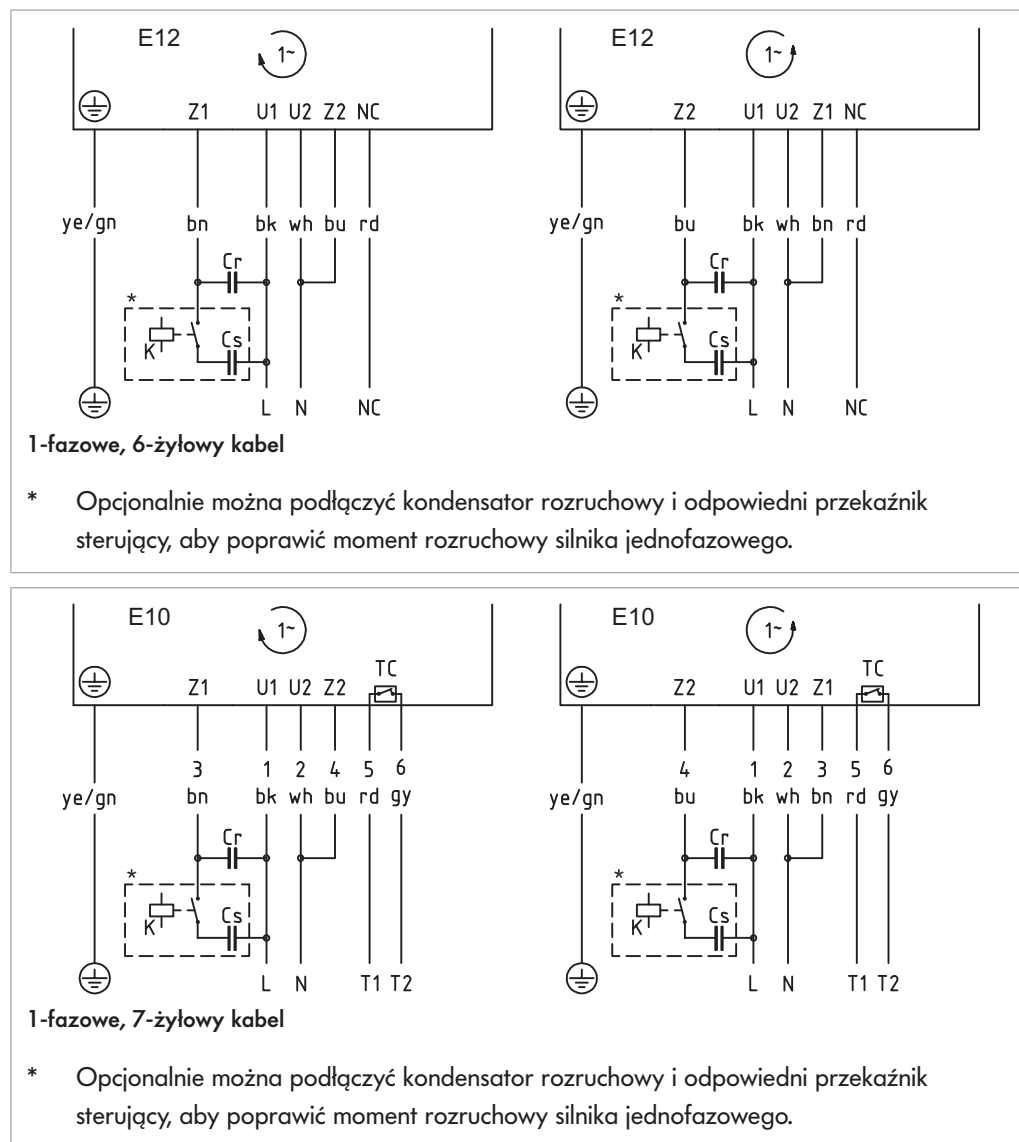 E12 E12
1~ 1~
Z1 U1 U2 Z2 NC Z2 U1 U2 Z1 NC
ye/gn bn bk wh bu rd ye/gn bu bk wh bn rd
Cr Cr
* *
K Cs K Cs
L N NC L N NC
1-fazowe, 6-żyłowy kabel
* Opcjonalnie można podłączyć kondensator rozruchowy i odpowiedni przekaźnik
sterujący, aby poprawić moment rozruchowy silnika jednofazowego.
E10 E10
1~ 1~
TC TC
Z1 U1 U2 Z2 Z2 U1 U2 Z1
3 1 2 4 5 6 4 1 2 3 5 6
ye/gn bn bk wh bu rd gy ye/gn bu bk wh bn rd gy
Cr Cr
* *
K Cs K Cs
L N T1 T2 L N T1 T2
1-fazowe, 7-żyłowy kabel
* Opcjonalnie można podłączyć kondensator rozruchowy i odpowiedni przekaźnik
sterujący, aby poprawić moment rozruchowy silnika jednofazowego.